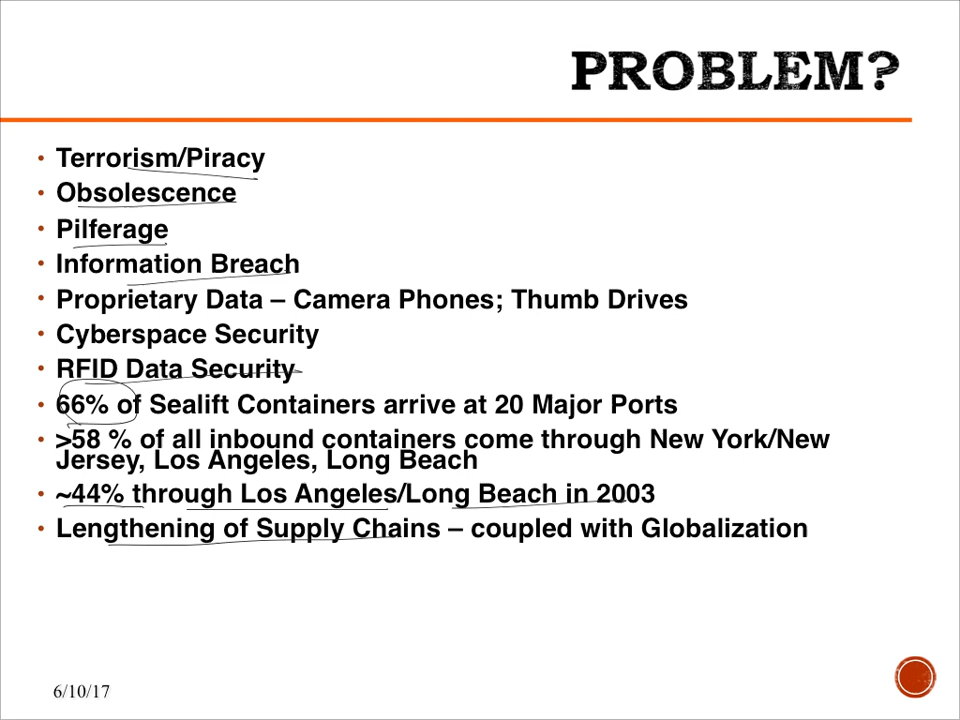 PROBLEM?
• Terrorism/Piracy
• Obsolescence
• Pilferage
• Information Breach
• Proprietary Data – Camera Phones; Thumb Drives
• Cyberspace Security
• RFID Data Security
• 66% of Sealift Containers arrive at 20 Major Ports
• >58 % of all inbound containers come through New York/New
Jersey, Los Angeles, Long Beach
• ~44% through Los Angeles/Long Beach in 2003
• Lengthening of Supply Chains – coupled with Globalization
6/10/17